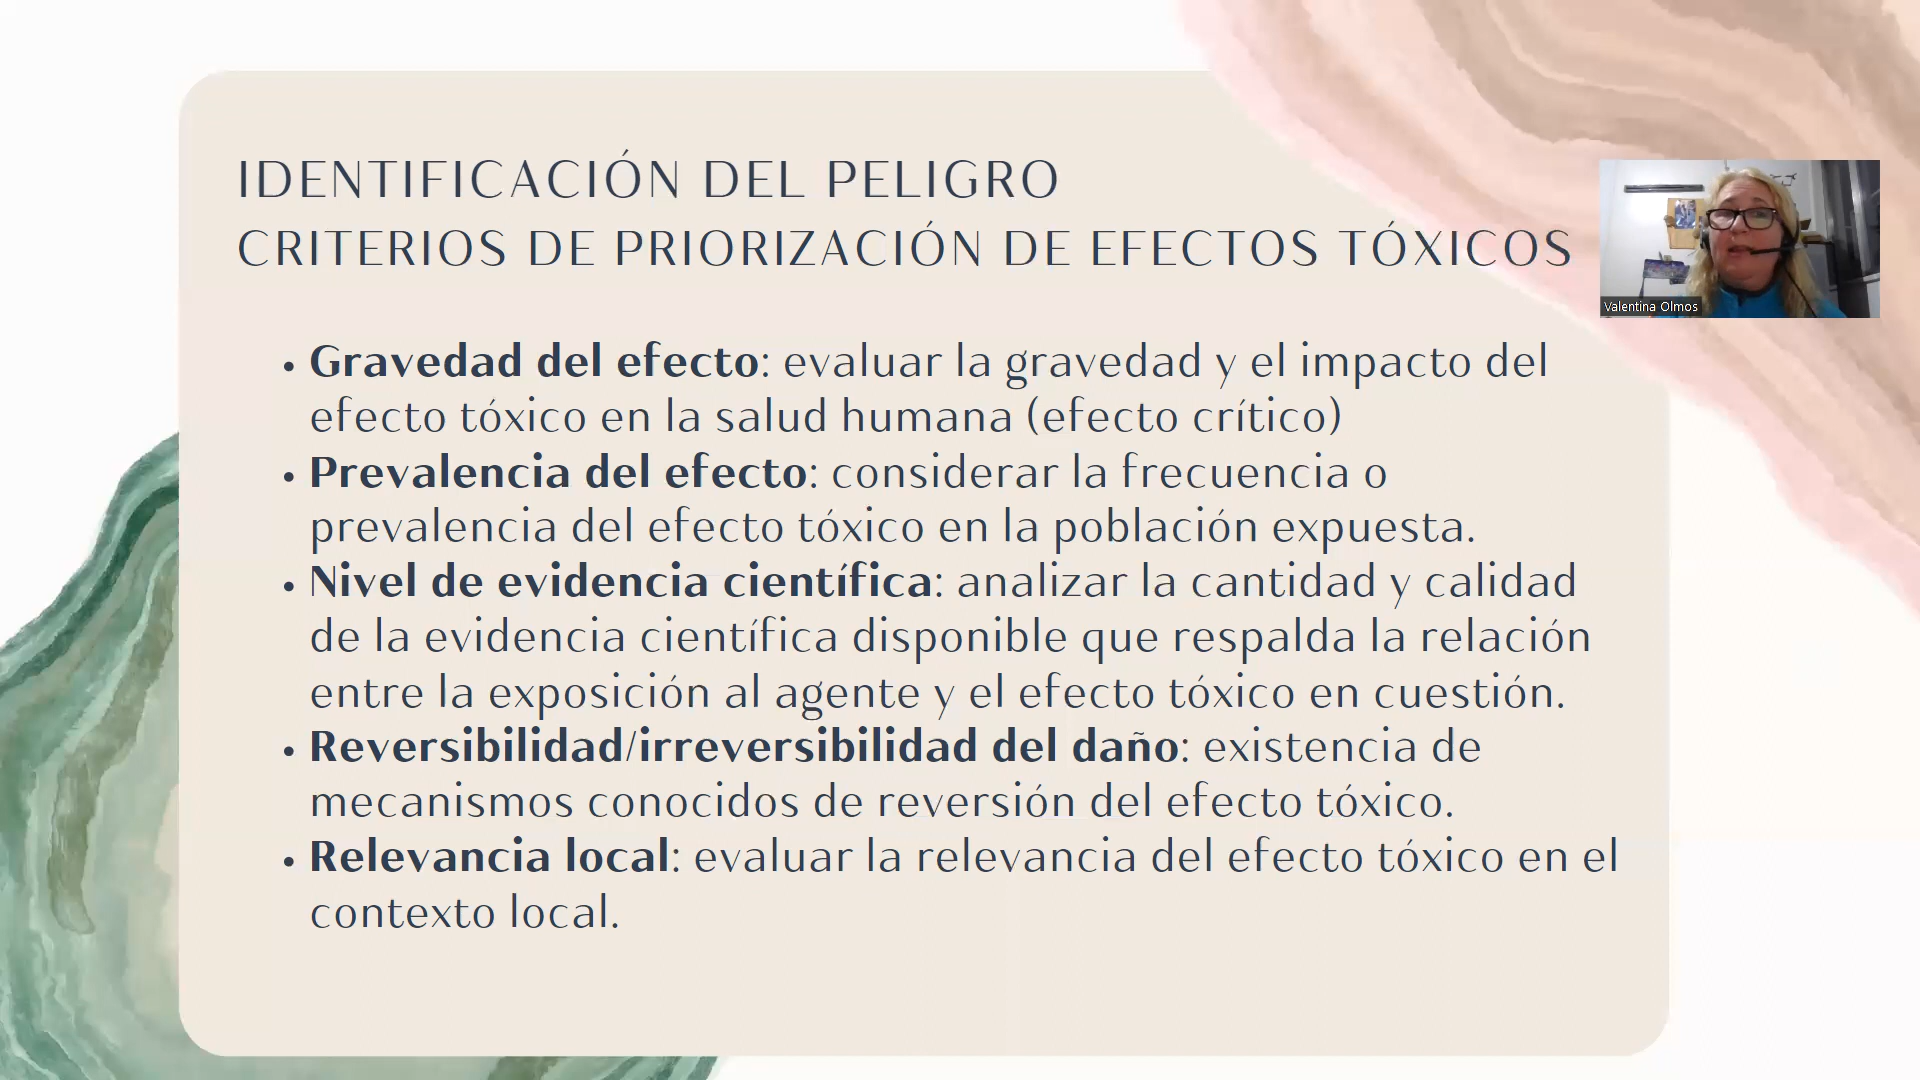 IDENTIFICACIÓN DEL PELIGRO
CRITERIOS DE PRIORIZACIÓN DE EFECTOS TÓXICOS
Valentina Olmos
• Gravedad del efecto: evaluar la gravedad y el impacto del
efecto tóxico en la salud humana (efecto crítico)
• Prevalencia del efecto: considerar la frecuencia o
prevalencia del efecto tóxico en la población expuesta.
• Nivel de evidencia científica: analizar la cantidad y calidad
de la evidencia científica disponible que respalda la relación
entre la exposición al agente y el efecto tóxico en cuestión.
• Reversibilidad/irreversibilidad del daño: existencia de
mecanismos conocidos de reversión del efecto tóxico.
• Relevancia local: evaluar la relevancia del efecto tóxico en el
contexto local.